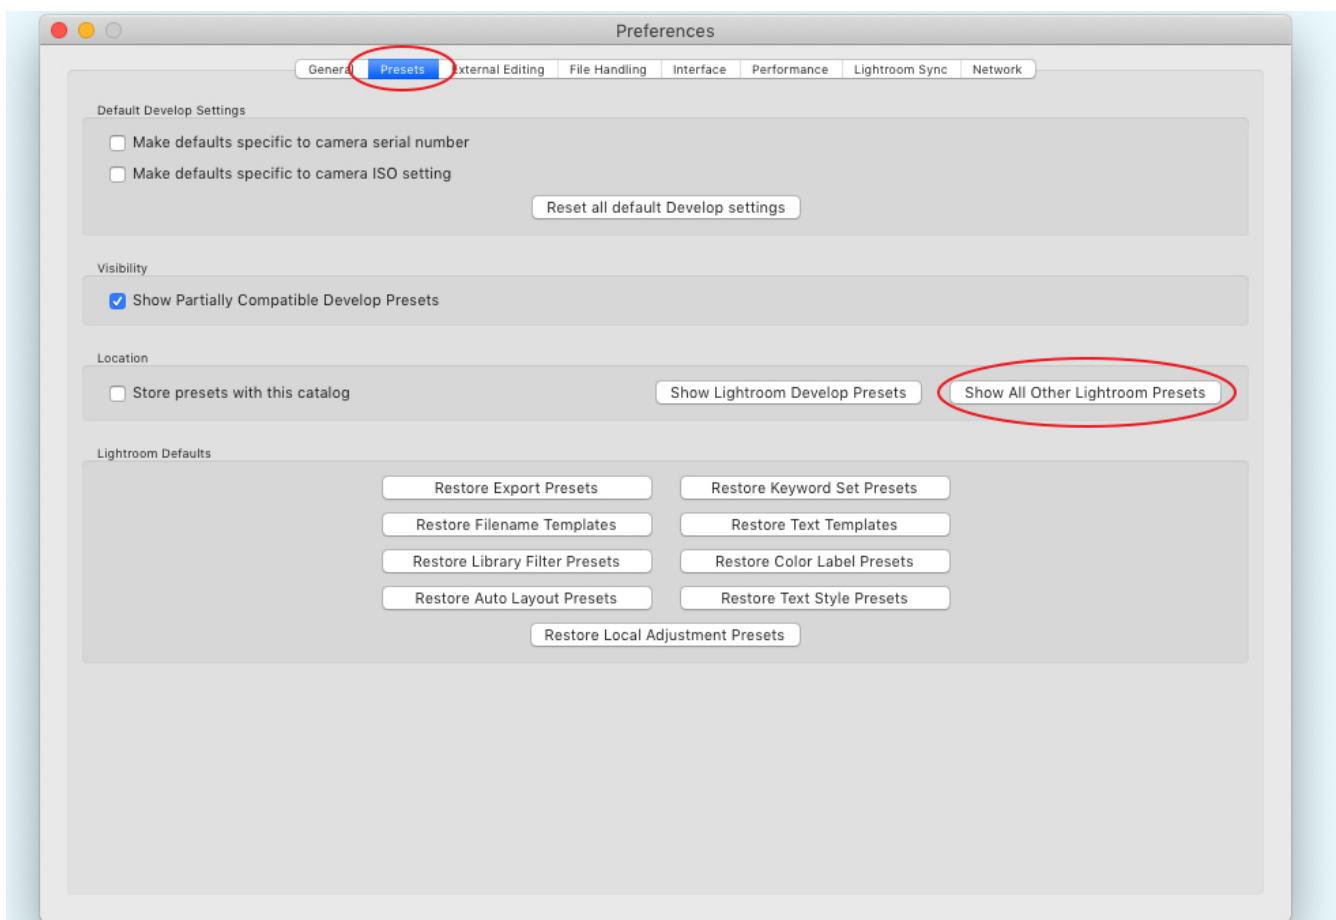 Preferences
General Presets External Editing File Handling Interface Performance Lightroom Sync Network
Default Develop Settings
Make defaults specific to camera serial number
Make defaults specific to camera ISO setting
Reset all default Develop settings
Visibility
Show Partially Compatible Develop Presets
Location
Store presets with this catalog Show Lightroom Develop Presets Show All Other Lightroom Presets
Lightroom Defaults
Restore Export Presets Restore Keyword Set Presets
Restore Filename Templates Restore Text Templates
Restore Library Filter Presets Restore Color Label Presets
Restore Auto Layout Presets Restore Text Style Presets
Restore Local Adjustment Presets